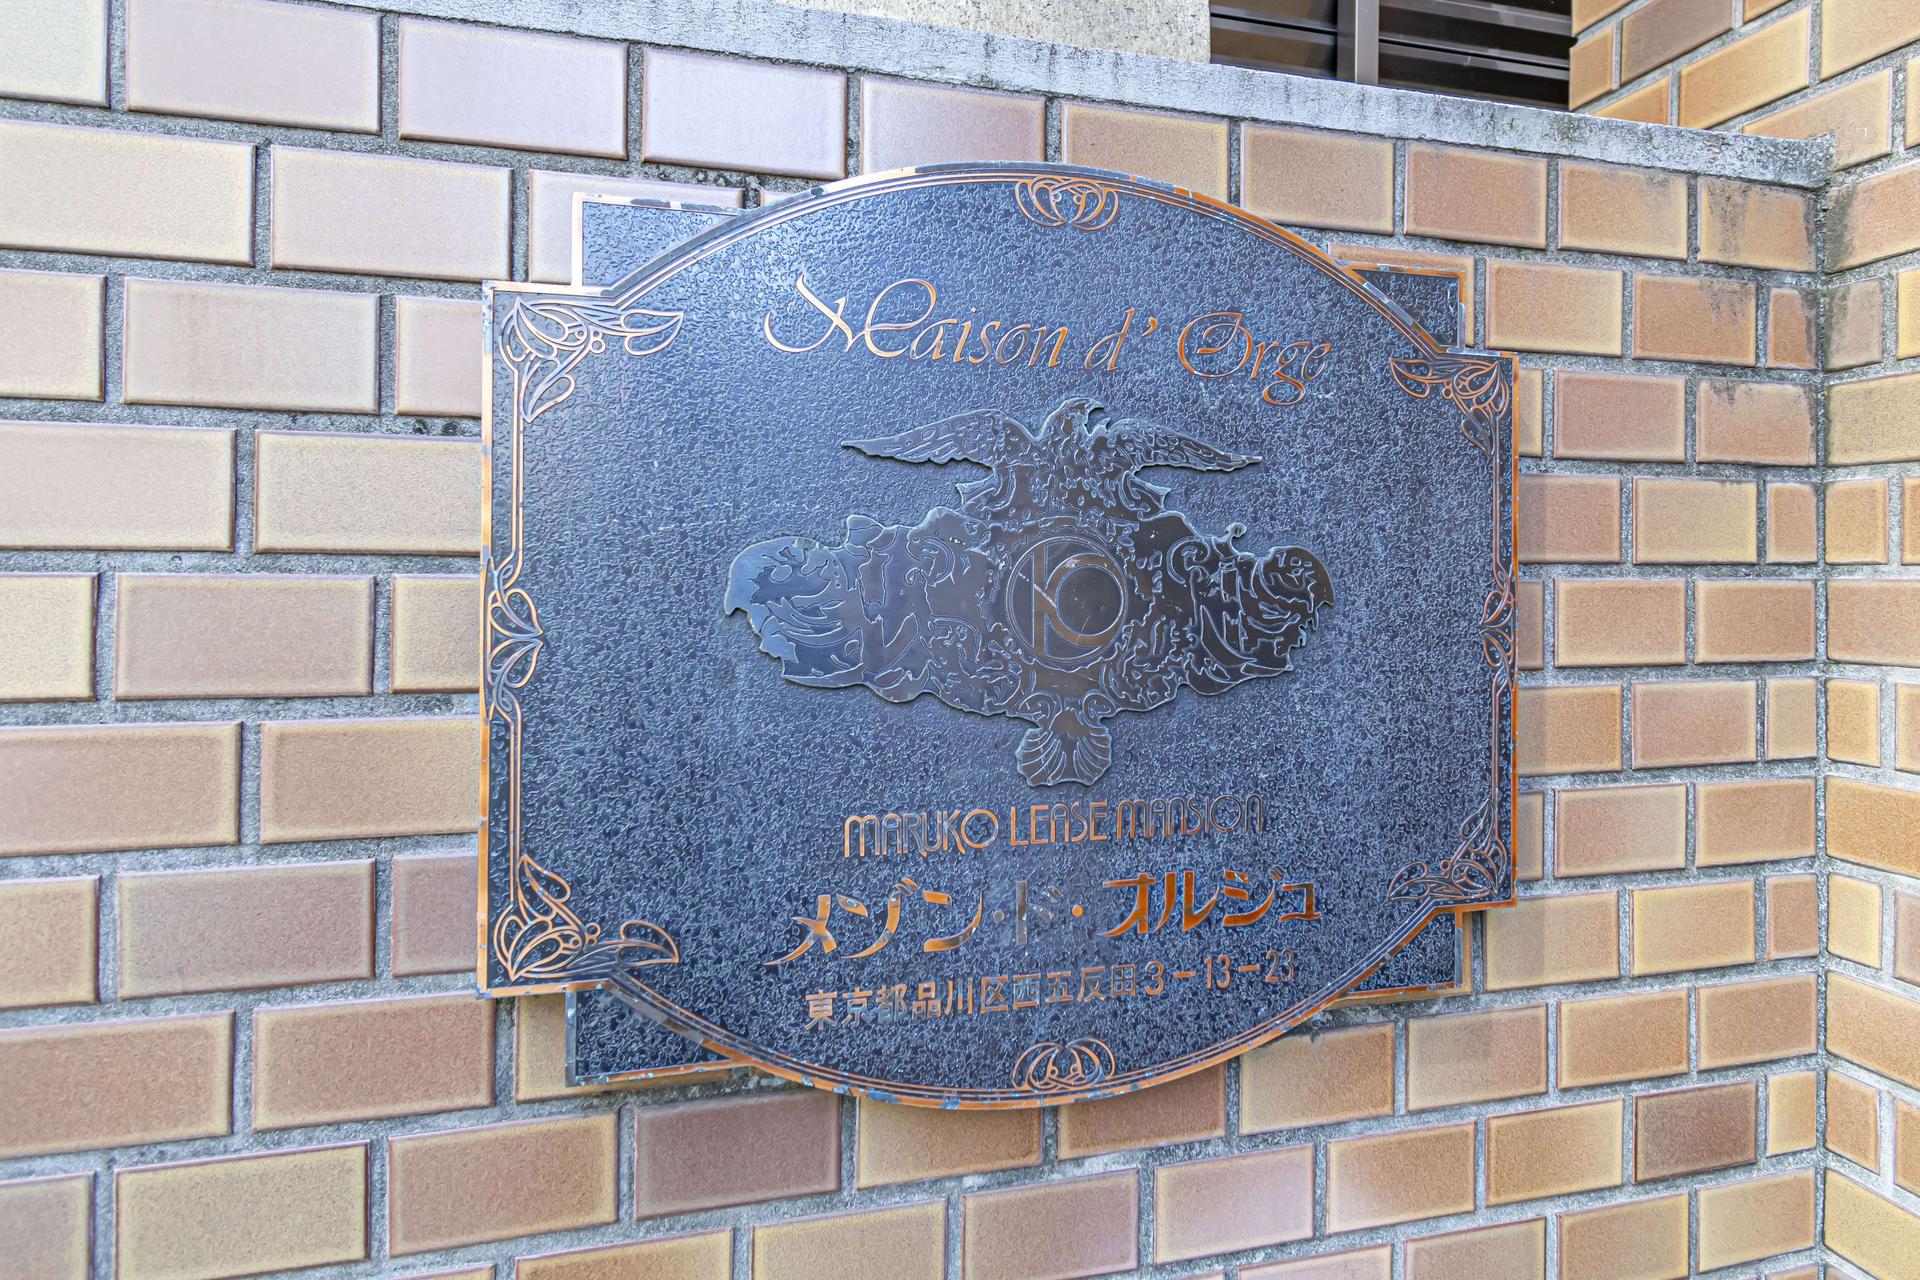 Maison d' Orge
MARUKO LEASE MANSION
メゾン・ド・オルジュ
東京都品川区西五反田3-13-23